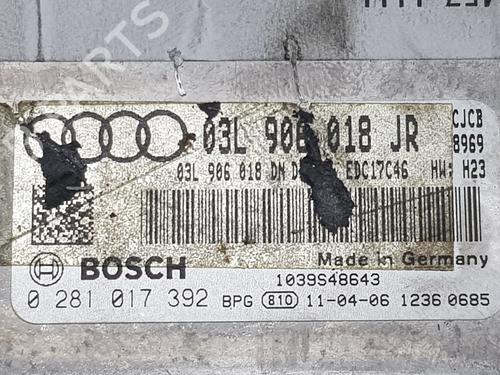 03L 906 018 JR
CJCB
8969
03L 906 018 DM EDC17C46 HW: H23
Made in Germany
BOSCH
1039S48643
0 281 017 392 BPG 810 11-04-06 1236 0685